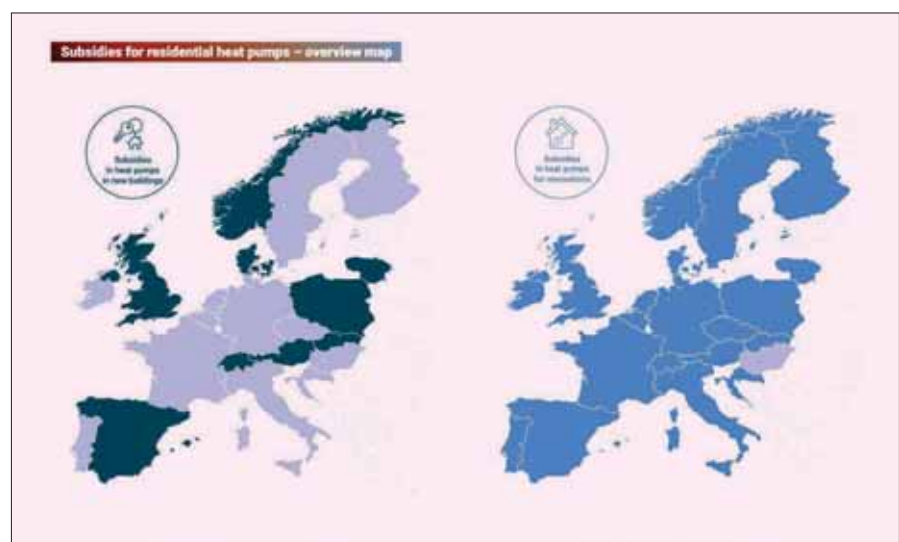 Subsidies for residential heat pumps – overview map
Subsidies
in heat pumps
in new buildings
Subsidies
in heat pumps
for renovations